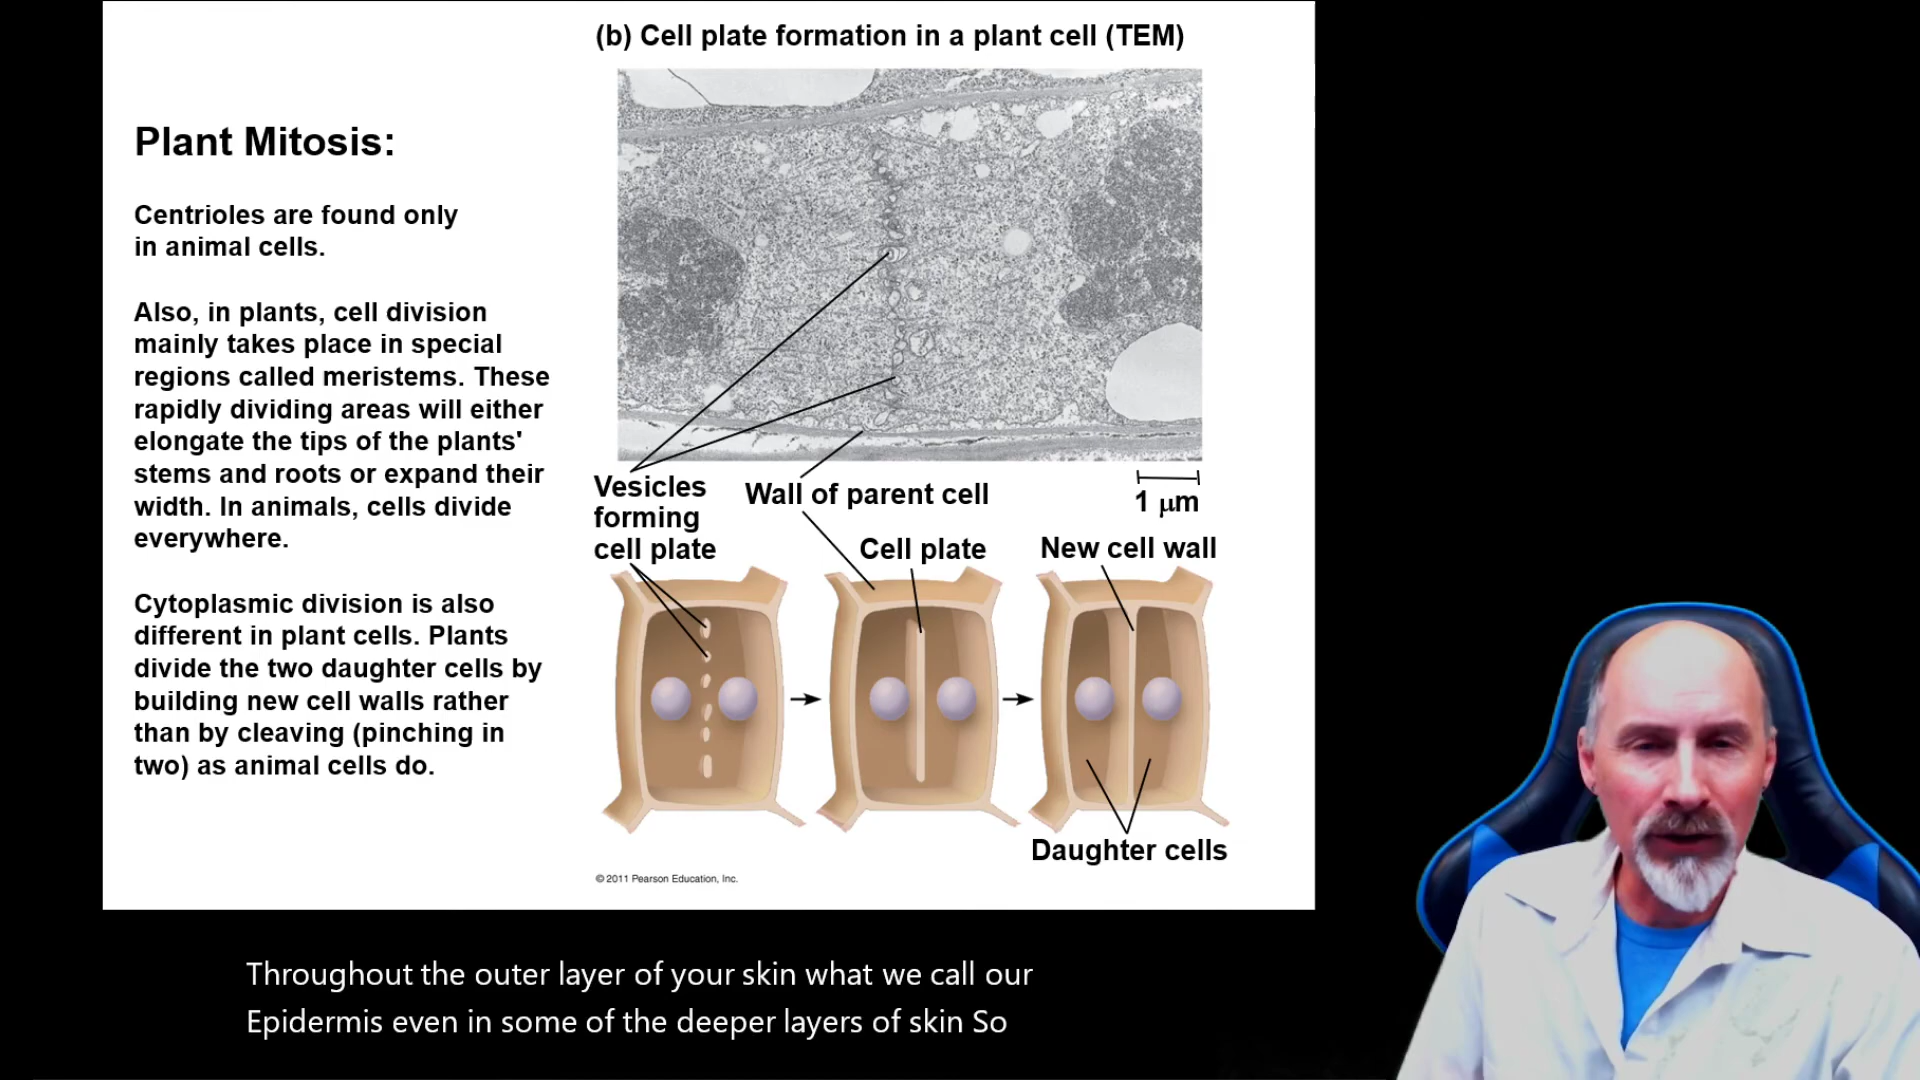 (b) Cell plate formation in a plant cell (TEM)
Plant Mitosis:
Centrioles are found only
in animal cells.
Also, in plants, cell division
mainly takes place in special
regions called meristems. These
rapidly dividing areas will either
elongate the tips of the plants'
stems and roots or expand their
width. In animals, cells divide
everywhere.
Cytoplasmic division is also
different in plant cells. Plants
divide the two daughter cells by
building new cell walls rather
than by cleaving (pinching in
two) as animal cells do.
Vesicles
forming
cell plate
Wall of parent cell
1 μm
Cell plate
New cell wall
Daughter cells
© 2011 Pearson Education, Inc.
Throughout the outer layer of your skin what we call our
Epidermis even in some of the deeper layers of skin So